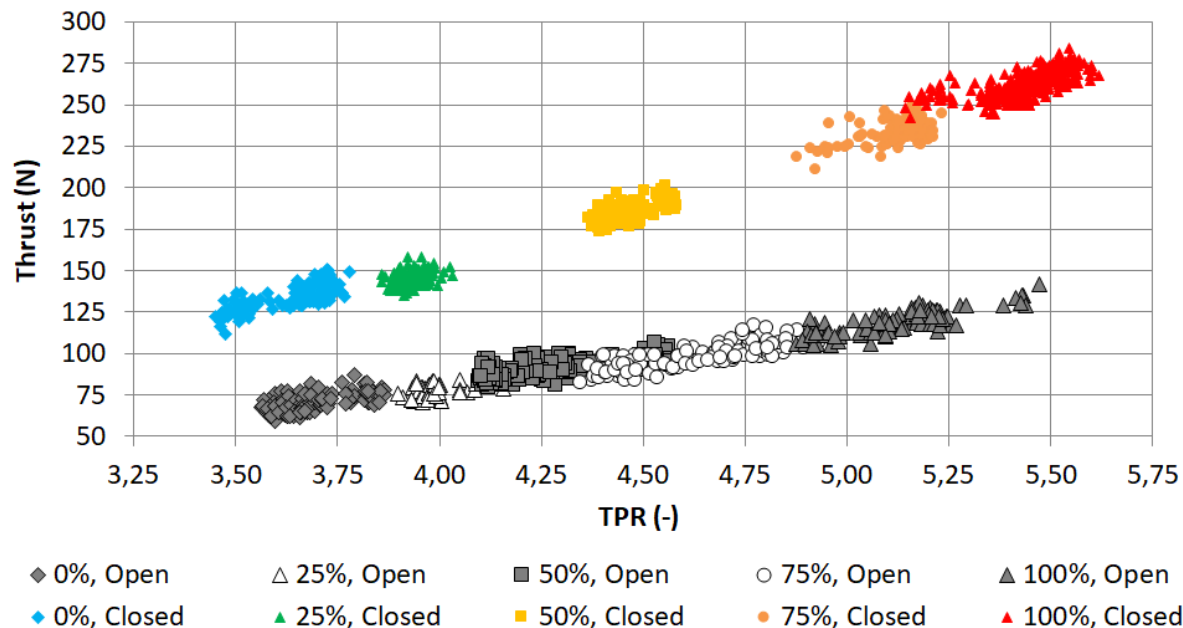 300
275
250
225
200
175
150
125
100
75
50
Thrust (N)
3,25 3,50 3,75 4,00 4,25 4,50 4,75 5,00 5,25 5,50 5,75
TPR (-)
0%, Open 25%, Open 50%, Open 75%, Open 100%, Open
0%, Closed 25%, Closed 50%, Closed 75%, Closed 100%, Closed